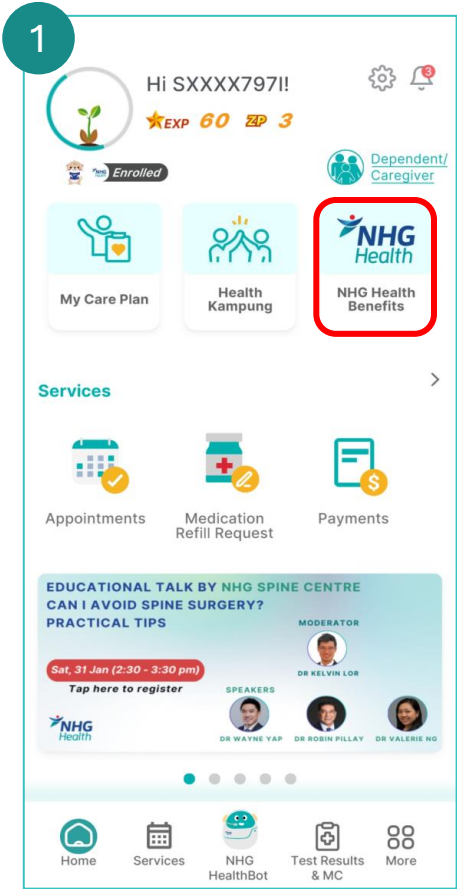 1
Hi SXXXX797I!
3
EXP 60 ZP 3
Enrolled
Dependent/
Caregiver
NHG
Health
My Care Plan
Health
Kampung
NHG Health
Benefits
Services
Appointments
Medication
Refill Request
Payments
EDUCATIONAL TALK BY NHG SPINE CENTRE
CAN I AVOID SPINE SURGERY?
PRACTICAL TIPS
MODERATOR
DR KELVIN LOR
Sat, 31 Jan (2:30 - 3:30 pm)
Tap here to register
SPEAKERS
NHG
Health
DR WAYNE YAP
DR ROBIN PILLAY
DR VALERIE NG
Home
Services
NHG
HealthBot
Test Results
& MC
More